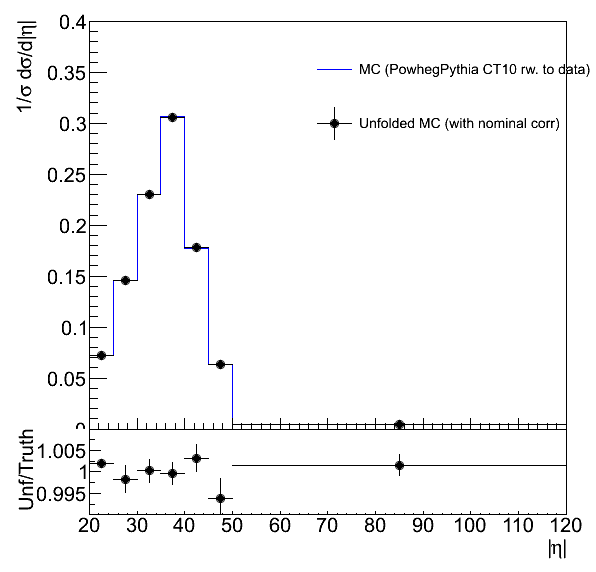 1/σ dσ/d|η|
0.4
0.35
0.3
0.25
0.2
0.15
0.1
0.05
0
MC (PowhegPythia CT10 rw. to data)
Unfolded MC (with nominal corr)
Unf/Truth
1.005
1
0.995
20 30 40 50 60 70 80 90 100 110 120
|η|